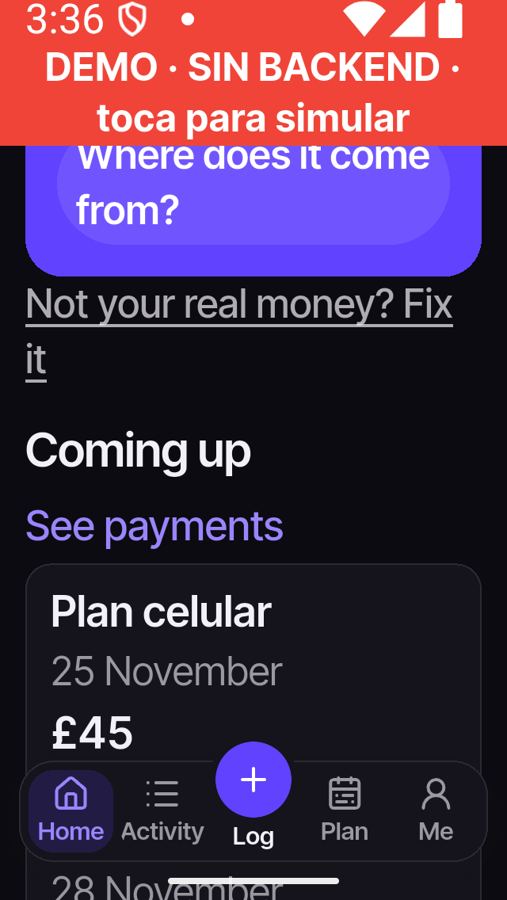 3:36
DEMO · SIN BACKEND ·
toca para simular
Where does it come
from?
Not your real money? Fix
it
Coming up
See payments
Plan celular
25 November
£45
Home
Activity
Log
Plan
Me
28 November